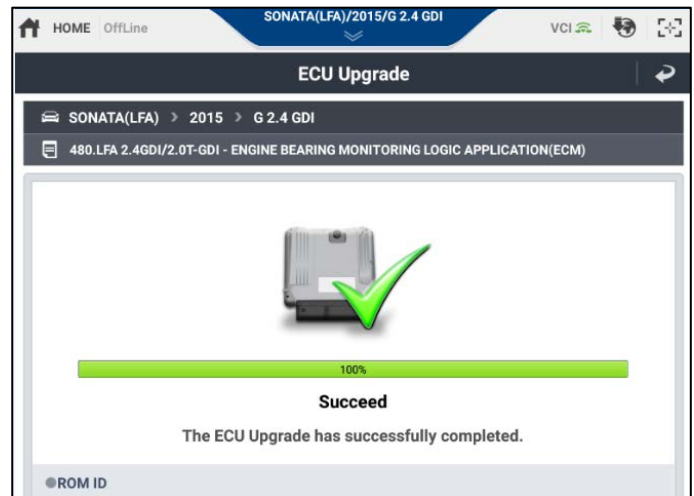 HOME OffLine SONATA(LFA)/2015/G 2.4 GDI VCI
ECU Upgrade
SONATA(LFA) > 2015 > G 2.4 GDI
480.LFA 2.4GDI/2.0T-GDI - ENGINE BEARING MONITORING LOGIC APPLICATION(ECM)
100%
Succeed
The ECU Upgrade has successfully completed.
ROM ID